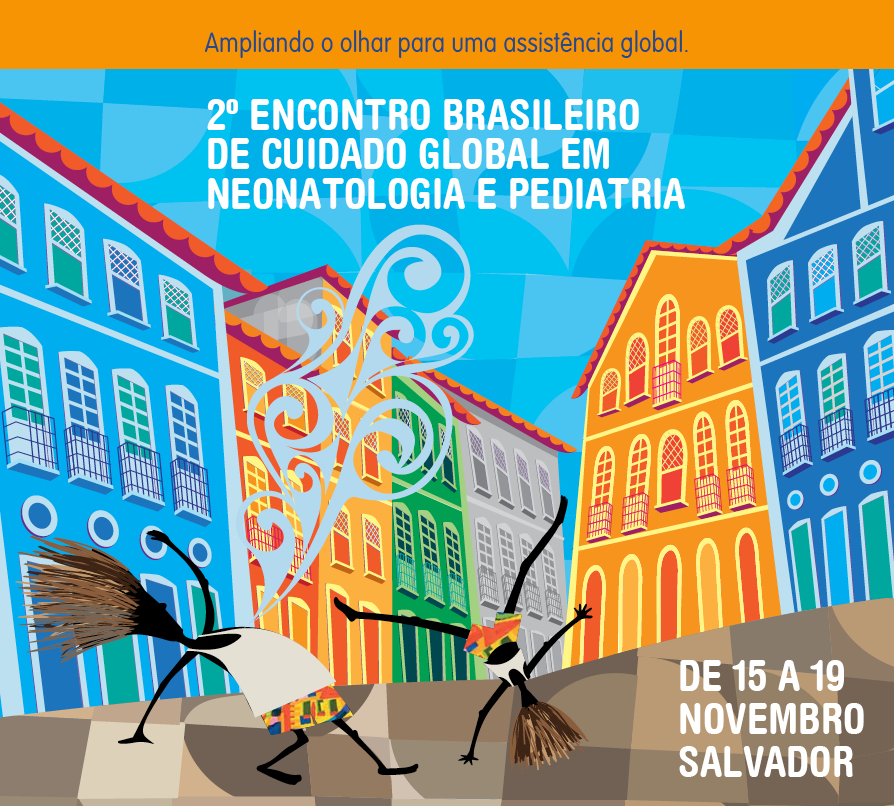 Ampliando o olhar para uma assistência global.
2º ENCONTRO BRASILEIRO
DE CUIDADO GLOBAL EM
NEONATOLOGIA E PEDIATRIA
DE 15 A 19
NOVEMBRO
SALVADOR